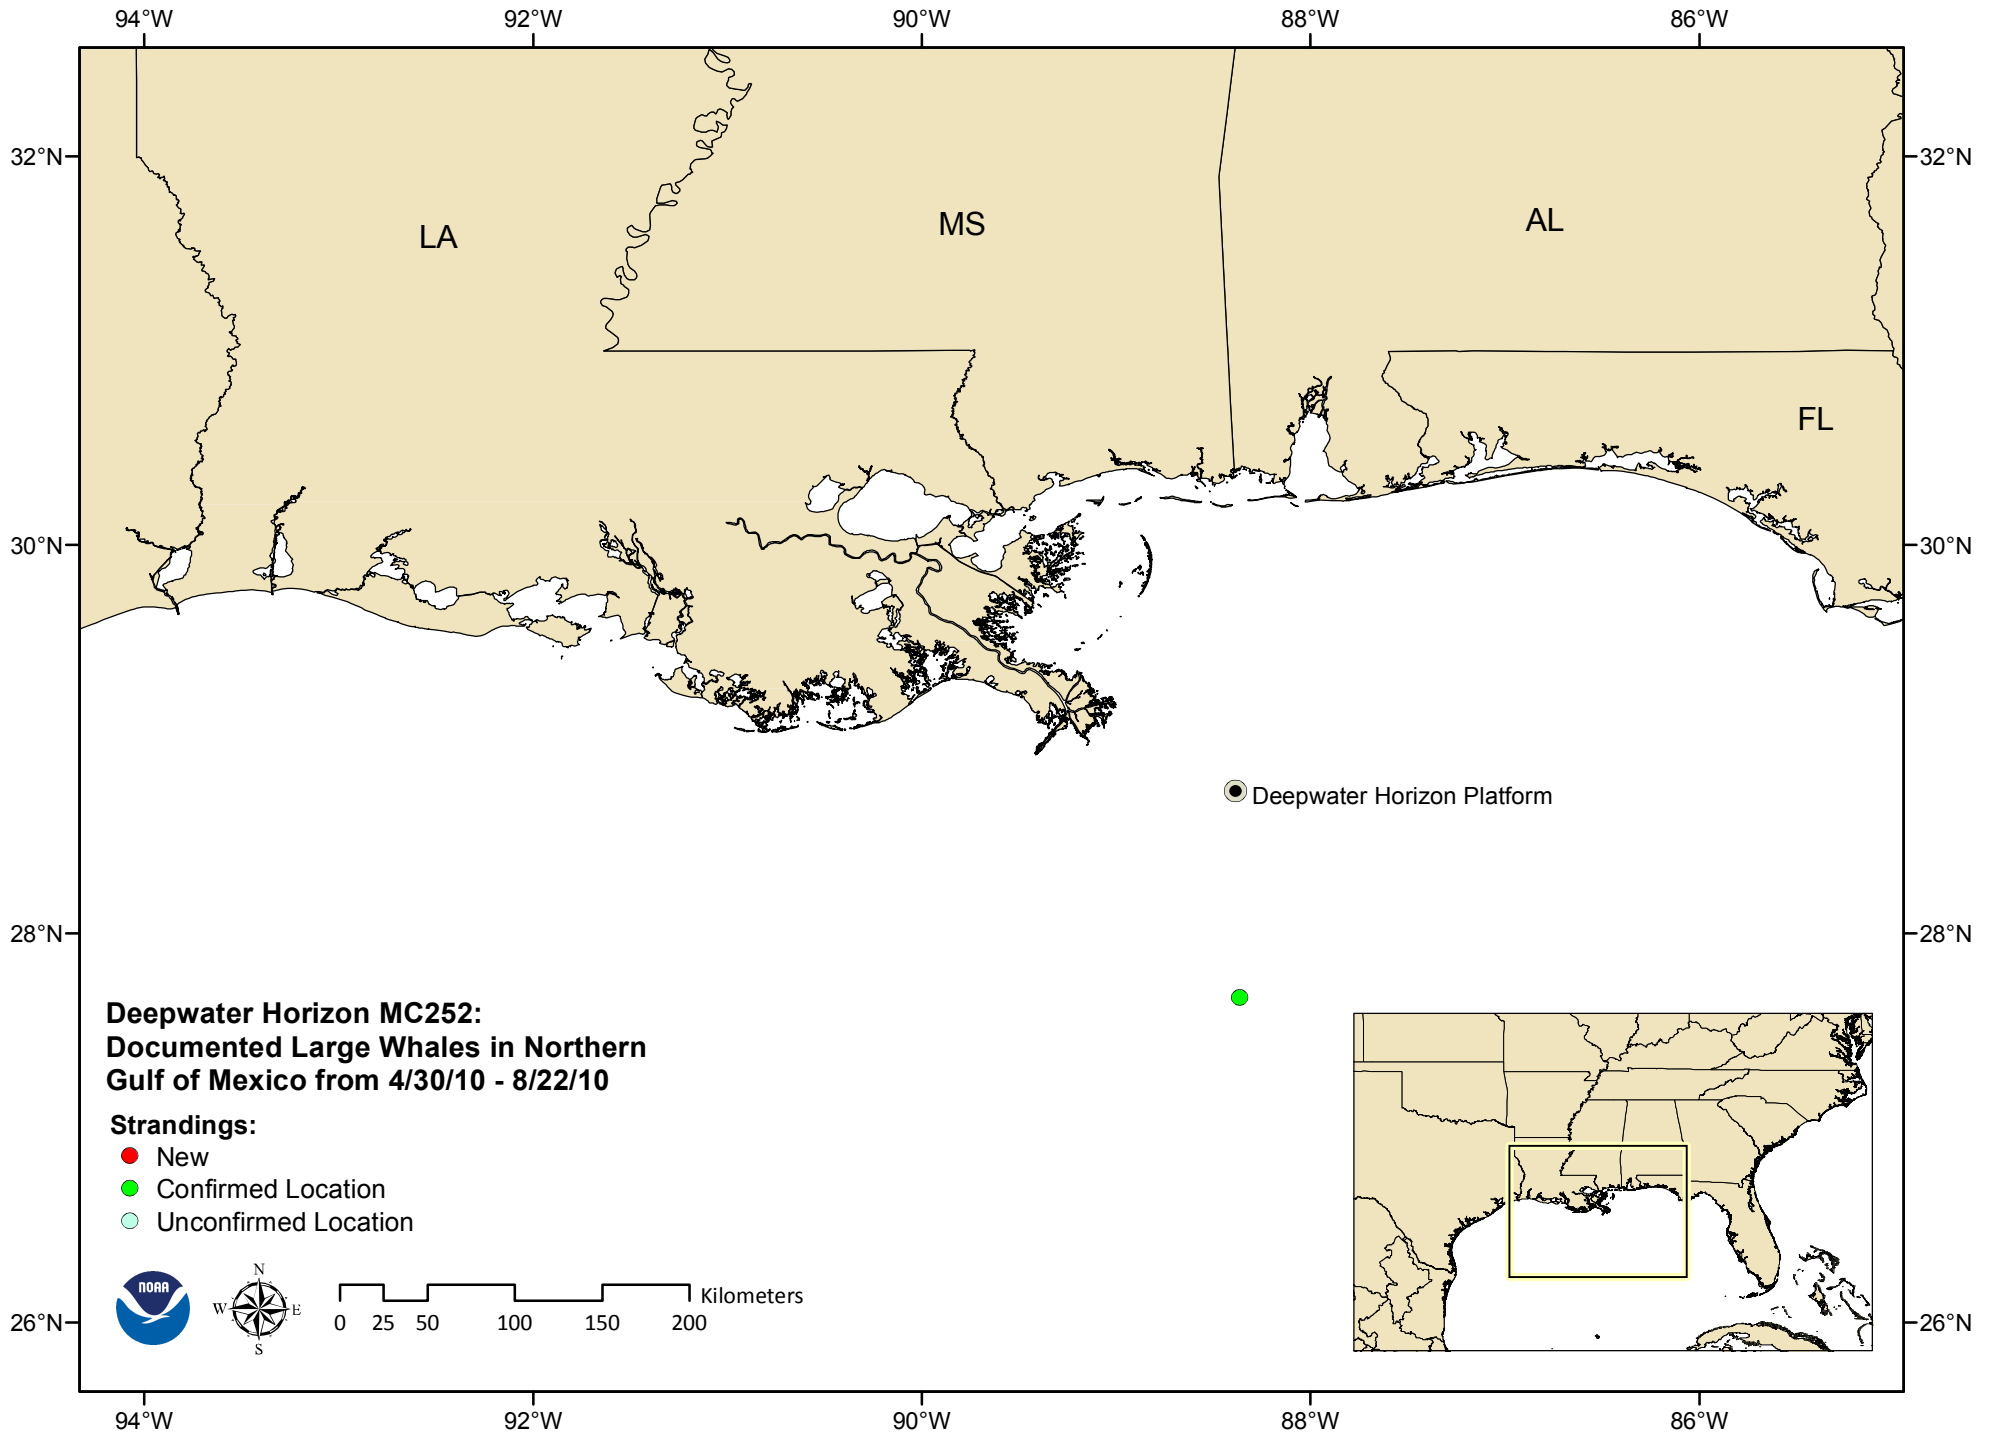 94°W 92°W 90°W 88°W 86°W
32°N 32°N
LA MS AL
FL
30°N 30°N
Deepwater Horizon Platform
28°N 28°N
Deepwater Horizon MC252:
Documented Large Whales in Northern
Gulf of Mexico from 4/30/10 - 8/22/10
Strandings:
New
Confirmed Location
Unconfirmed Location
NOAA
N
W E
S
Kilometers
0 25 50 100 150 200
26°N 26°N
94°W 92°W 90°W 88°W 86°W